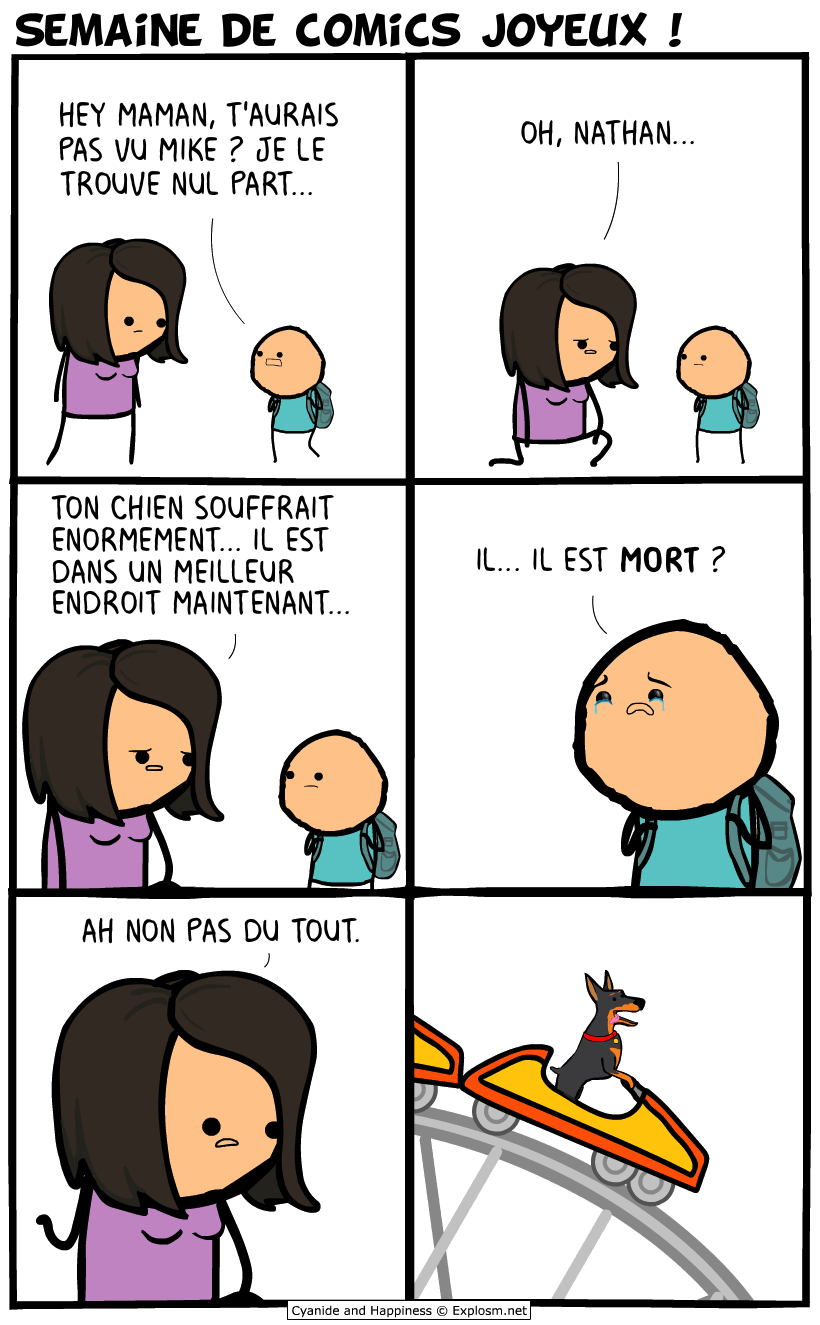 SEMAINE DE COMICS JOYEUX !
HEY MAMAN, T'AURAIS
PAS VU MIKE ? JE LE
TROUVE NUL PART...
OH, NATHAN...
TON CHIEN SOUFFRAIT
ENORMEMENT... IL EST
DANS UN MEILLEUR
ENDROIT MAINTENANT...
IL... IL EST MORT ?
AH NON PAS DU TOUT.
Cyanide and Happiness © Explosm.net